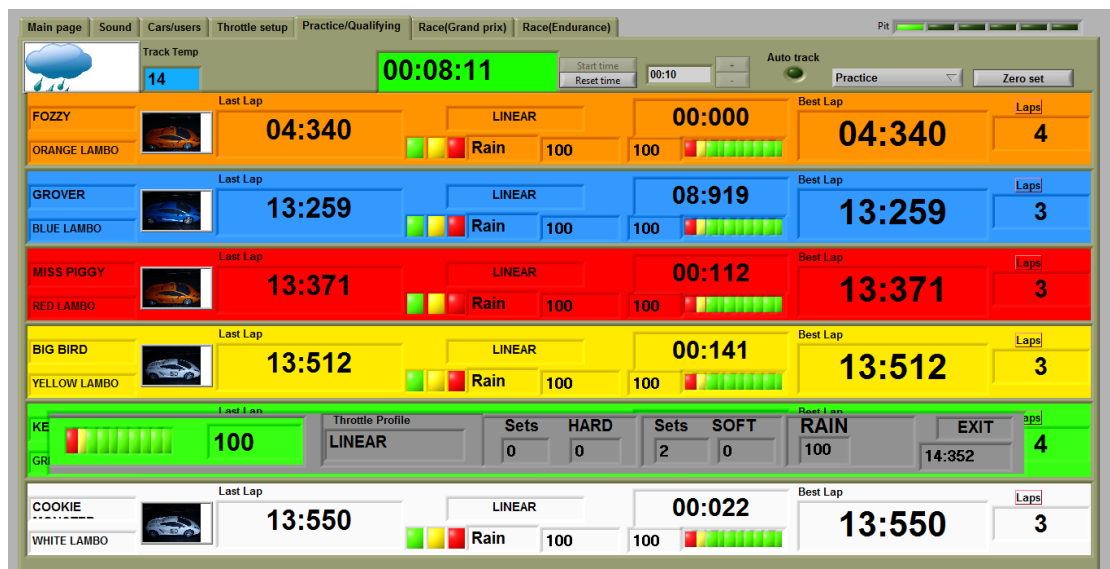 Main page Sound Cars/users Throttle setup Practice/Qualifying Race(Grand prix) Race(Endurance) Pit
Track Temp
14
00:08:11
Start time
Reset time
00:10
+
-
Auto track
Practice
Zero set
FOZZY
ORANGE LAMBO
Last Lap
04:340
LINEAR
Rain 100
00:000
100
Best Lap
04:340
Laps
4
GROVER
BLUE LAMBO
Last Lap
13:259
LINEAR
Rain 100
08:919
100
Best Lap
13:259
Laps
3
MISS PIGGY
RED LAMBO
Last Lap
13:371
LINEAR
Rain 100
00:112
100
Best Lap
13:371
Laps
3
BIG BIRD
YELLOW LAMBO
Last Lap
13:512
LINEAR
Rain 100
00:141
100
Best Lap
13:512
Laps
3
KE
GR
Last Lap
Best Lap
4
100
Throttle Profile
LINEAR
Sets HARD
0 0
Sets SOFT
2 0
RAIN
100
EXIT
14:352
COOKIE
WHITE LAMBO
Last Lap
13:550
LINEAR
Rain 100
00:022
100
Best Lap
13:550
Laps
3